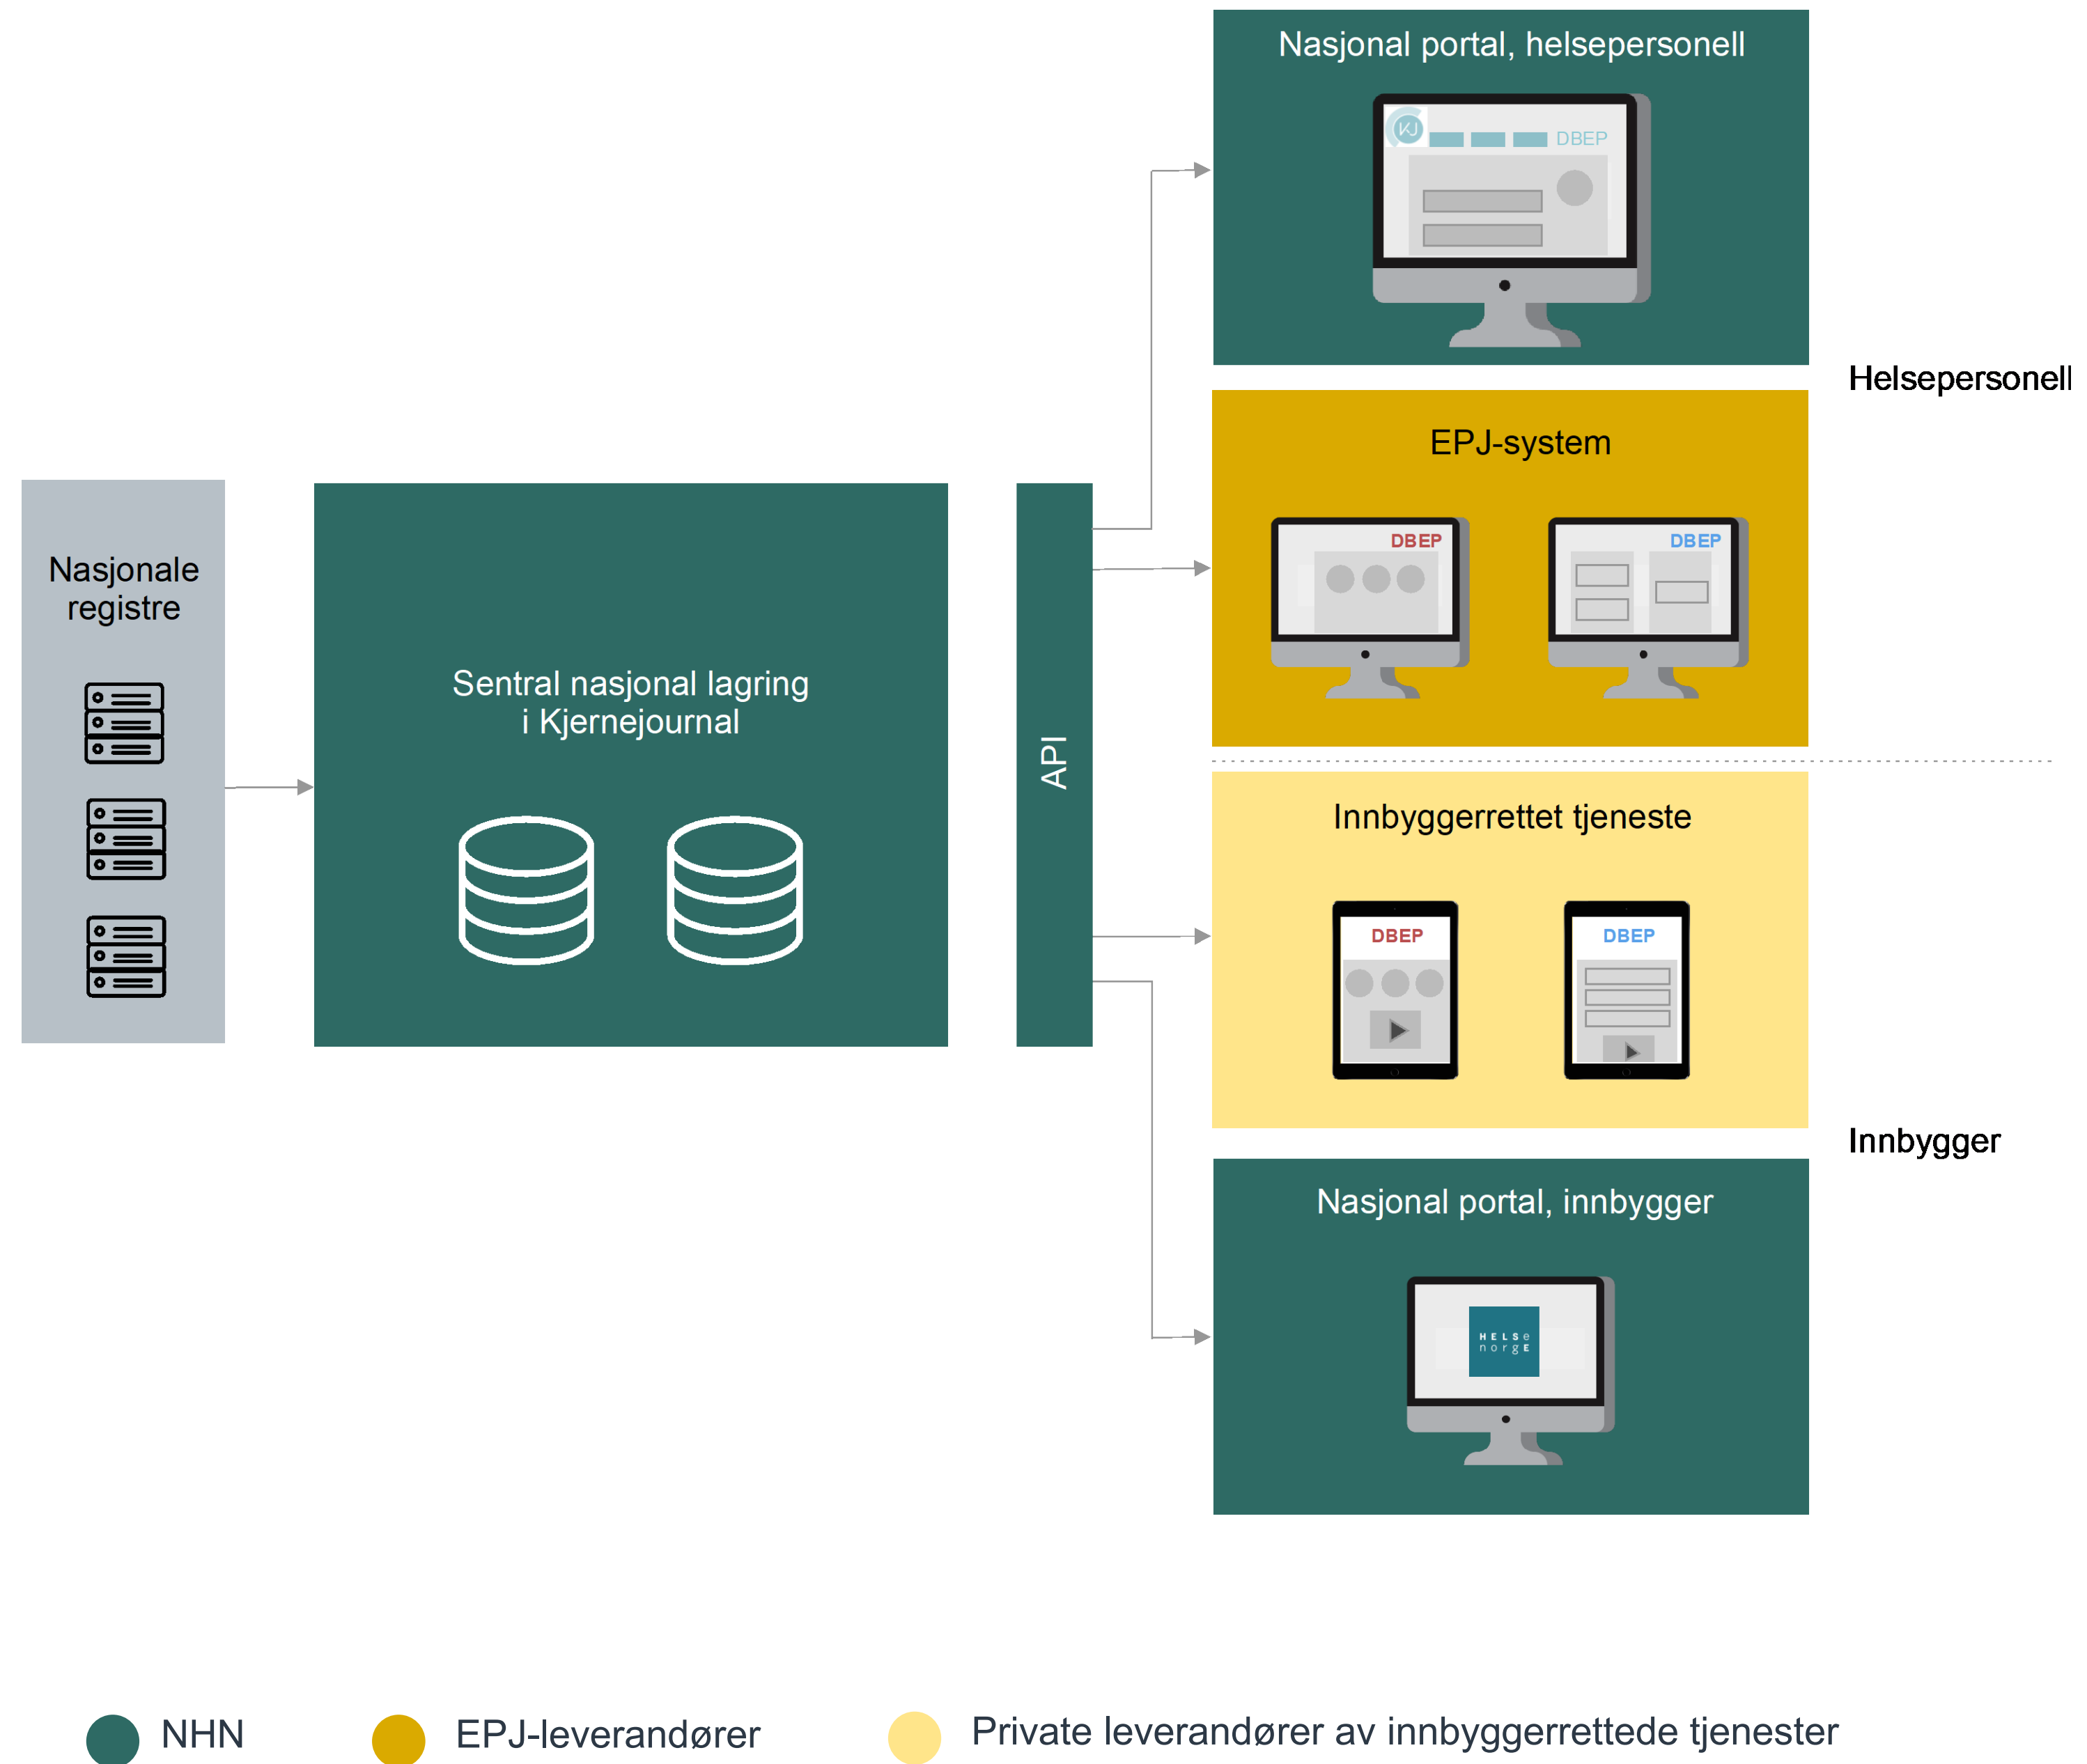 Nasjonal portal, helsepersonell
KJ
DBEP
Helsepersonell
EPJ-system
DBEP
DBEP
Nasjonale
registre
Sentral nasjonal lagring
i Kjernejournal
API
Innbyggerrettet tjeneste
DBEP
DBEP
Innbygger
Nasjonal portal, innbygger
HELSe
norgE
NHN
EPJ-leverandører
Private leverandører av innbyggerrettede tjenester